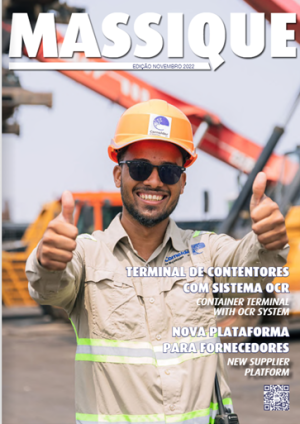 MASSIQUE
EDIÇÃO NOVEMBRO 2022
TERMINAL DE CONTENTORES
COM SISTEMA OCR
CONTAINER TERMINAL
WITH OCR SYSTEM
NOVA PLATAFORMA
PARA FORNECEDORES
NEW SUPPLIER
PLATFORM